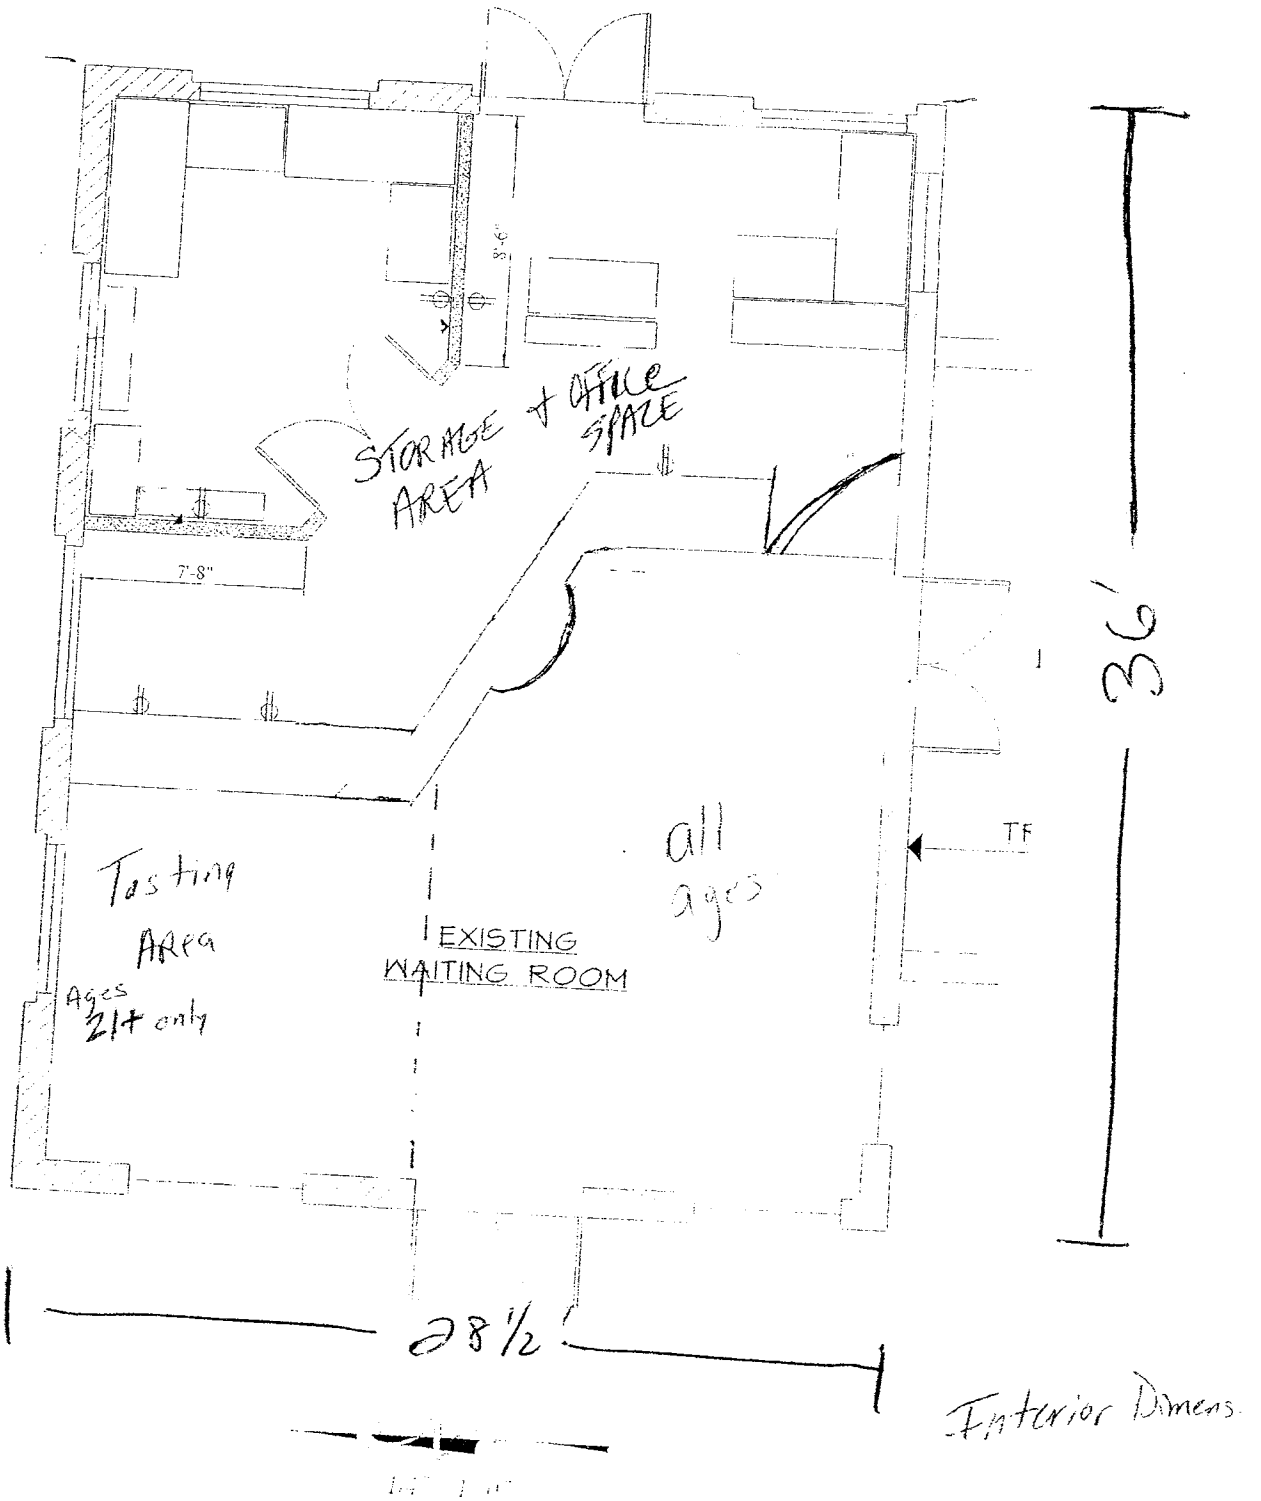 8'-6"
STORAGE + OFFICE
AREA SPACE
7'-8"
36'
all
ages
TF
Tasting
Area
Ages
21+ only
EXISTING
WAITING ROOM
28 1/2
Interior Dimens.